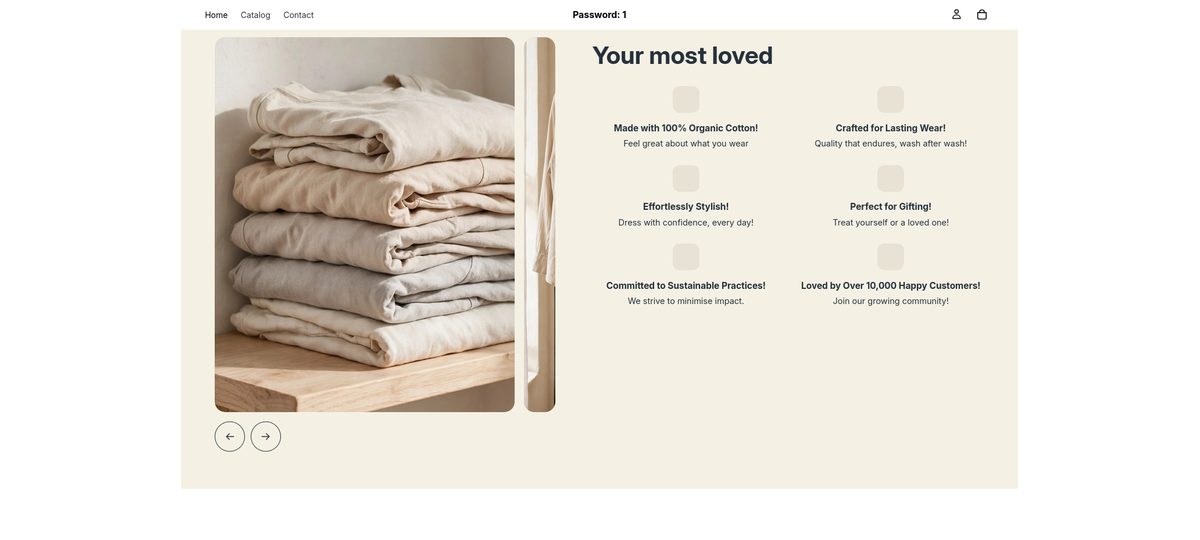 Home Catalog Contact Password: 1
Your most loved
Made with 100% Organic Cotton!
Feel great about what you wear
Crafted for Lasting Wear!
Quality that endures, wash after wash!
Effortlessly Stylish!
Dress with confidence, every day!
Perfect for Gifting!
Treat yourself or a loved one!
Committed to Sustainable Practices!
We strive to minimise impact.
Loved by Over 10,000 Happy Customers!
Join our growing community!